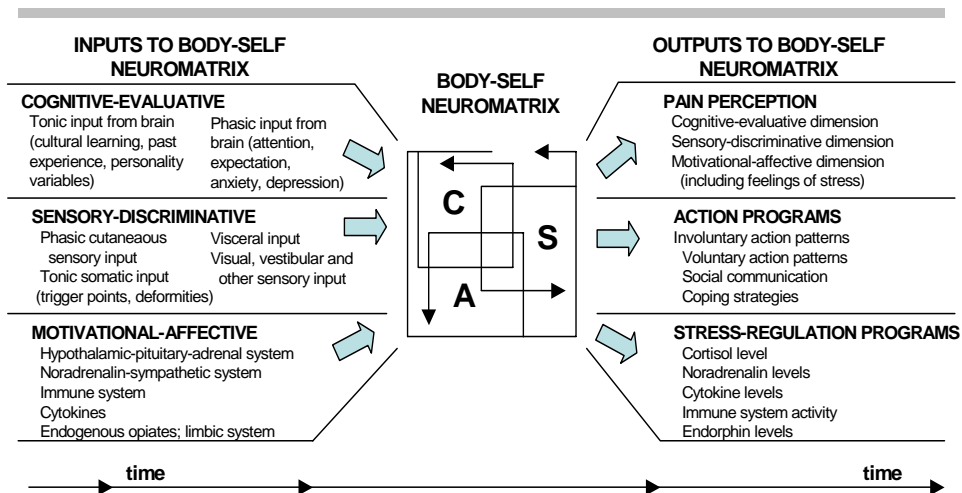 INPUTS TO BODY-SELF
NEUROMATRIX
COGNITIVE-EVALUATIVE
Tonic input from brain
(cultural learning, past
experience, personality
variables)
Phasic input from
brain (attention,
expectation,
anxiety, depression)
SENSORY-DISCRIMINATIVE
Phasic cutaneaous
sensory input
Tonic somatic input
(trigger points, deformities)
Visceral input
Visual, vestibular and
other sensory input
MOTIVATIONAL-AFFECTIVE
Hypothalamic-pituitary-adrenal system
Noradrenalin-sympathetic system
Immune system
Cytokines
Endogenous opiates; limbic system
BODY-SELF
NEUROMATRIX
C
S
A
OUTPUTS TO BODY-SELF
NEUROMATRIX
PAIN PERCEPTION
Cognitive-evaluative dimension
Sensory-discriminative dimension
Motivational-affective dimension
(including feelings of stress)
ACTION PROGRAMS
Involuntary action patterns
Voluntary action patterns
Social communication
Coping strategies
STRESS-REGULATION PROGRAMS
Cortisol level
Noradrenalin levels
Cytokine levels
Immune system activity
Endorphin levels
time
time